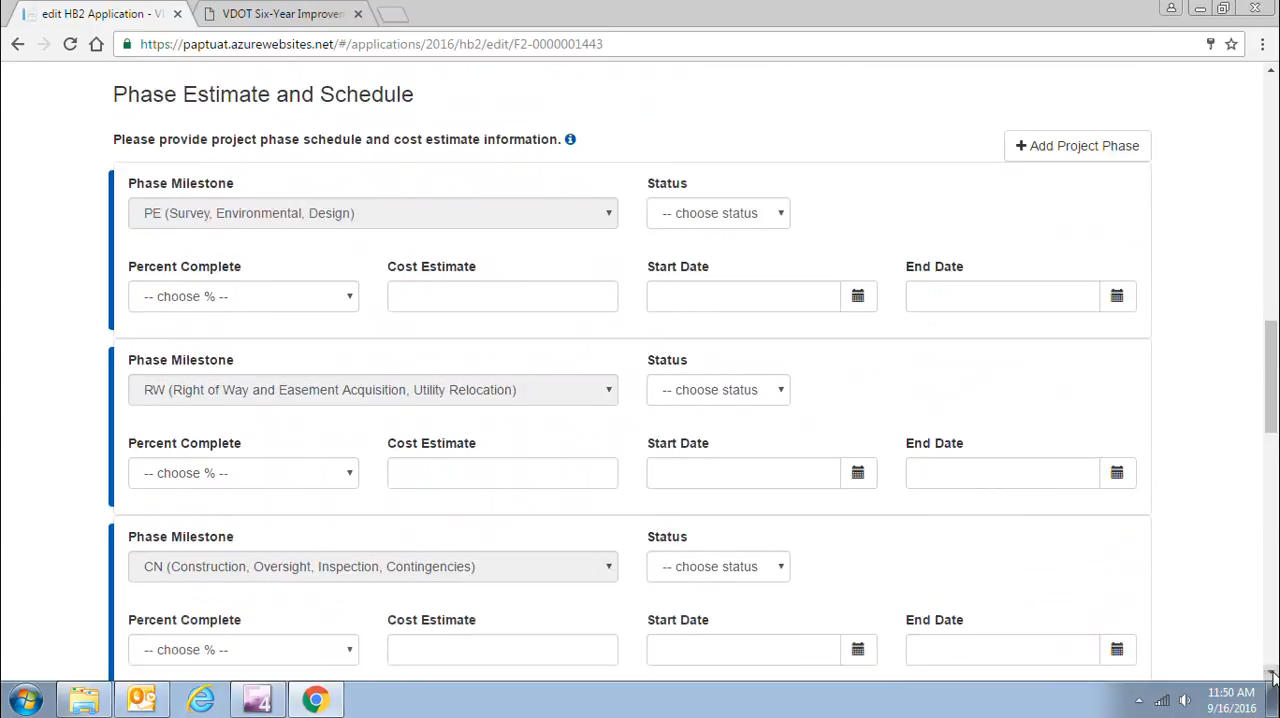 edit HB2 Application - V
VDOT Six-Year Improvem
https://paptuat.azurewebsites.net/#/applications/2016/hb2/edit/F2-0000001443
Phase Estimate and Schedule
Please provide project phase schedule and cost estimate information.
Add Project Phase
Phase Milestone Status
PE (Survey, Environmental, Design) -- choose status
Percent Complete Cost Estimate Start Date End Date
-- choose % --
Phase Milestone Status
RW (Right of Way and Easement Acquisition, Utility Relocation) -- choose status
Percent Complete Cost Estimate Start Date End Date
-- choose % --
Phase Milestone Status
CN (Construction, Oversight, Inspection, Contingencies) -- choose status
Percent Complete Cost Estimate Start Date End Date
-- choose % --
11:50 AM
9/16/2016